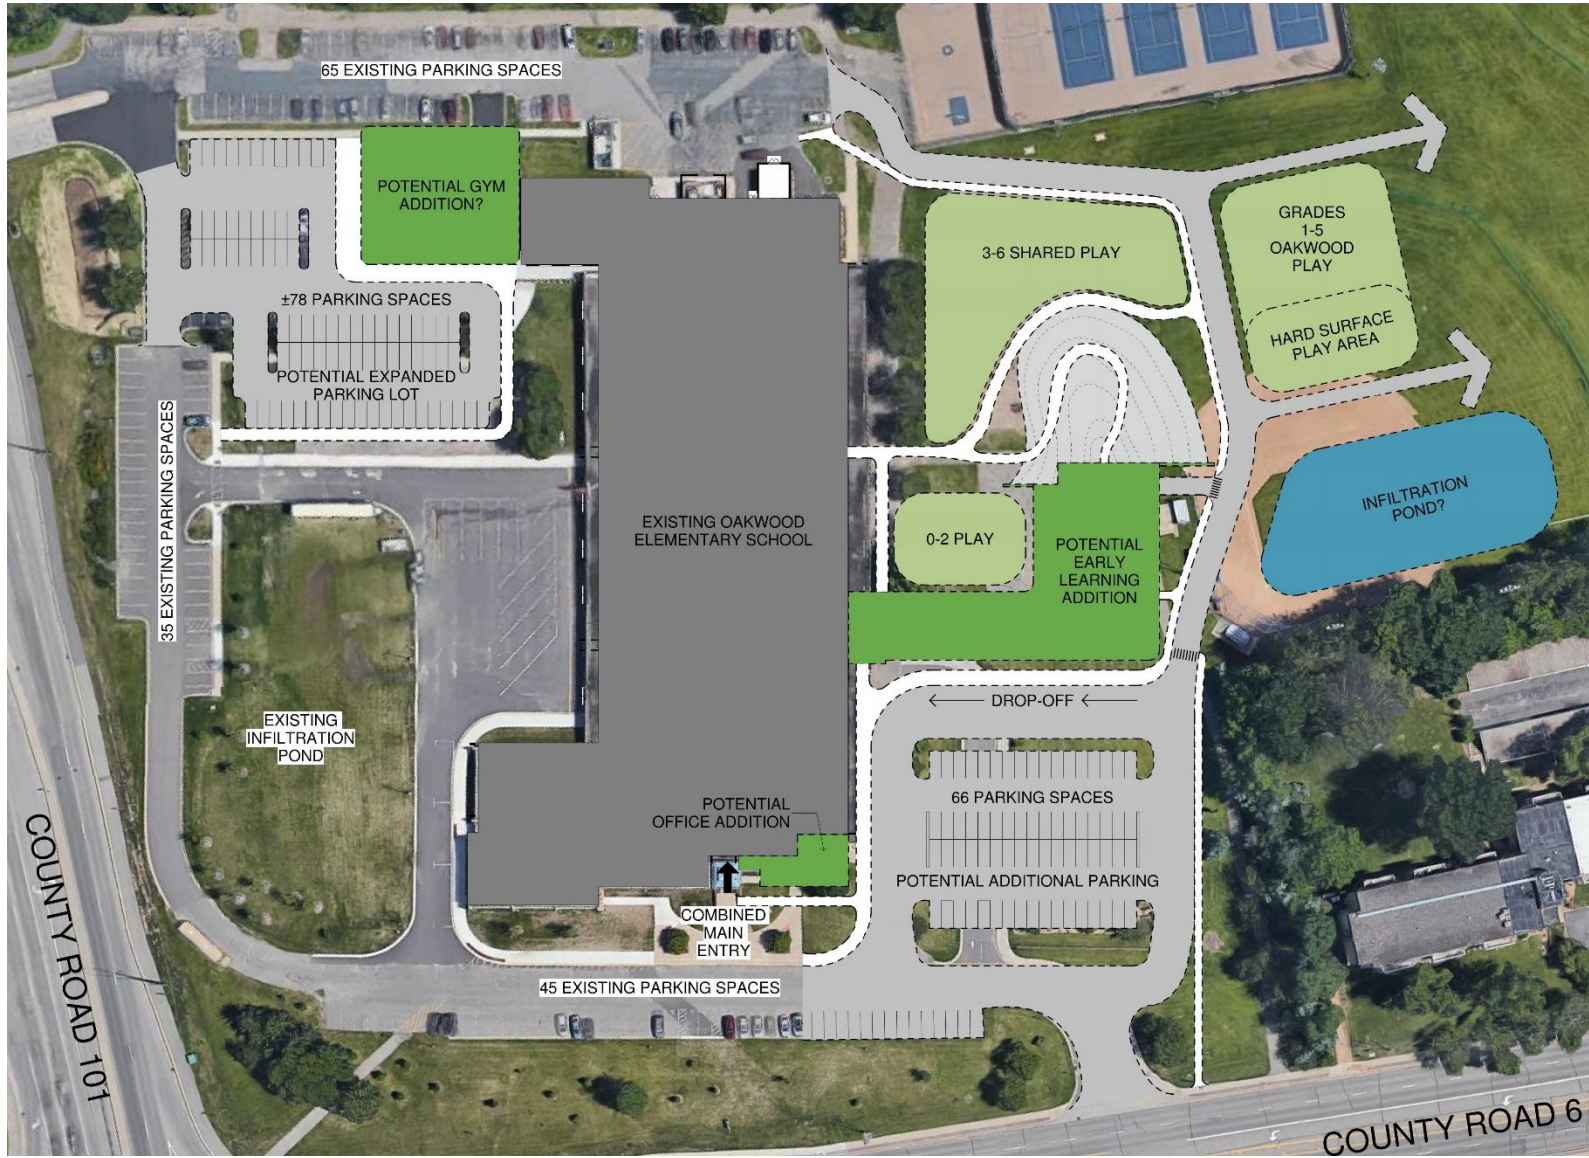 65 EXISTING PARKING SPACES
POTENTIAL GYM
ADDITION?
3-6 SHARED PLAY
GRADES
1-5
OAKWOOD
PLAY
HARD SURFACE
PLAY AREA
±78 PARKING SPACES
POTENTIAL EXPANDED
PARKING LOT
35 EXISTING PARKING SPACES
EXISTING OAKWOOD
ELEMENTARY SCHOOL
0-2 PLAY
POTENTIAL
EARLY
LEARNING
ADDITION
INFILTRATION
POND?
EXISTING
INFILTRATION
POND
DROP-OFF
POTENTIAL
OFFICE ADDITION
66 PARKING SPACES
POTENTIAL ADDITIONAL PARKING
COMBINED
MAIN
ENTRY
45 EXISTING PARKING SPACES
COUNTY ROAD 101
COUNTY ROAD 6